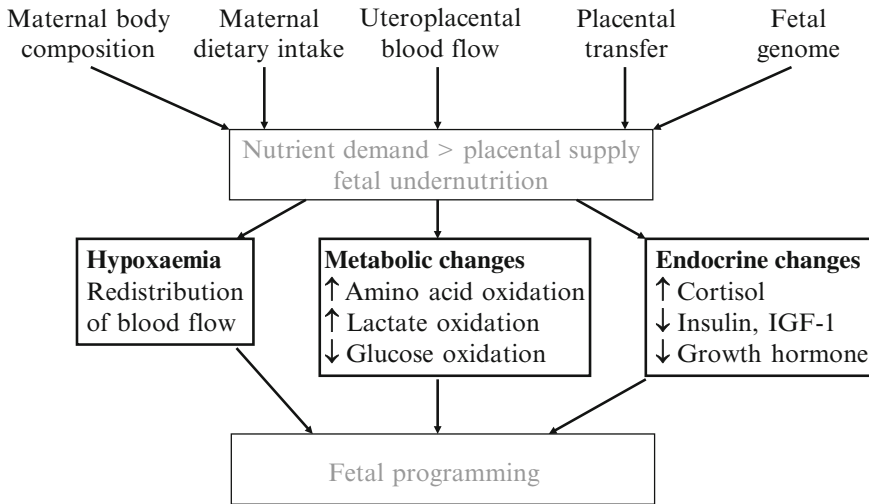 Maternal body
composition
Maternal
dietary intake
Uteroplacental
blood flow
Placental
transfer
Fetal
genome
Nutrient demand > placental supply
fetal undernutrition
Hypoxaemia
Redistribution
of blood flow
Metabolic changes
↑ Amino acid oxidation
↑ Lactate oxidation
↓ Glucose oxidation
Endocrine changes
↑ Cortisol
↓ Insulin, IGF-1
↓ Growth hormone
Fetal programming